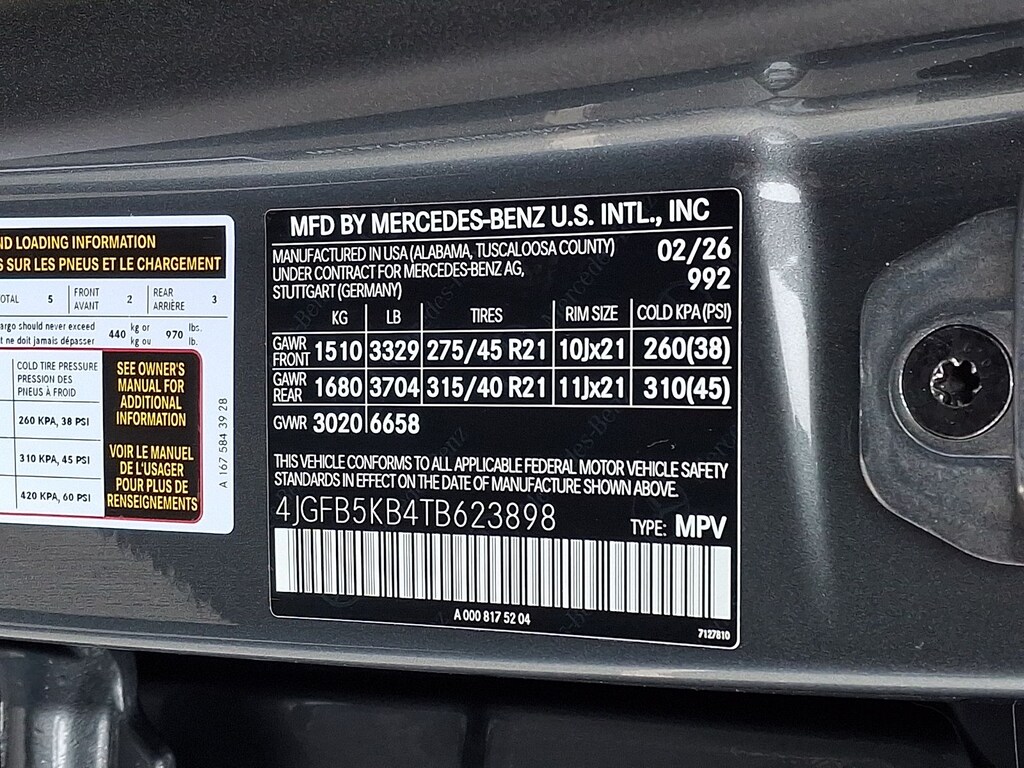 ND LOADING INFORMATION
S SUR LES PNEUS ET LE CHARGEMENT
OTAL 5 FRONT AVANT 2 REAR ARRIÈRE 3
argo should never exceed
t ne doit jamais dépasser
440 kg or kg ou 970 lbs. lb.
COLD TIRE PRESSURE
PRESSION DES
PNEUS À FROID
260 KPA, 38 PSI
310 KPA, 45 PSI
420 KPA, 60 PSI
SEE OWNER'S
MANUAL FOR
ADDITIONAL
INFORMATION
VOIR LE MANUEL
DE L'USAGER
POUR PLUS DE
RENSEIGNEMENTS
A 167 584 39 28
MFD BY MERCEDES-BENZ U.S. INTL., INC
MANUFACTURED IN USA (ALABAMA, TUSCALOOSA COUNTY) 02/26
UNDER CONTRACT FOR MERCEDES-BENZ AG, 992
STUTTGART (GERMANY)
KG LB TIRES RIM SIZE COLD KPA(PSI)
GAWR FRONT 1510 3329 275/45 R21 10Jx21 260(38)
GAWR REAR 1680 3704 315/40 R21 11Jx21 310(45)
GVWR 3020 6658
THIS VEHICLE CONFORMS TO ALL APPLICABLE FEDERAL MOTOR VEHICLE SAFETY
STANDARDS IN EFFECT ON THE DATE OF MANUFACTURE SHOWN ABOVE.
4JGFB5KB4TB623898
TYPE: MPV
A 000 817 52 04
7127810